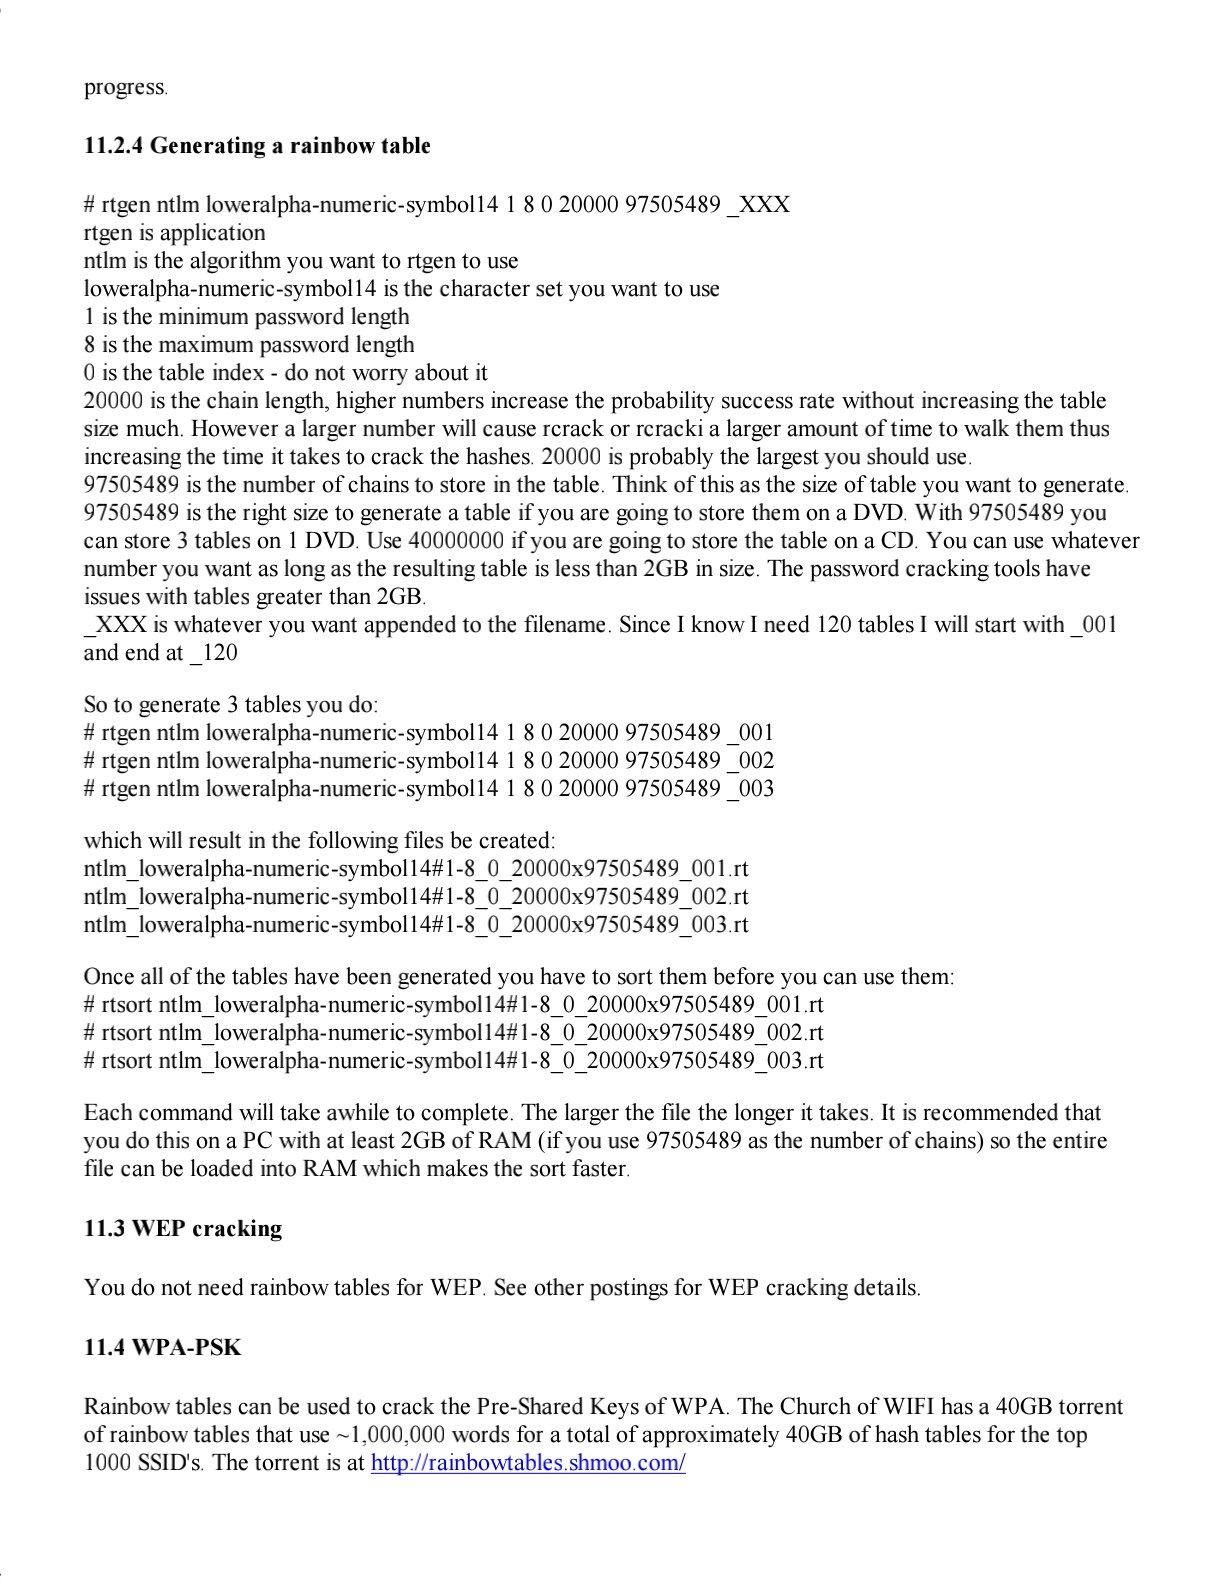 progress.
11.2.4 Generating a rainbow table
# rtgen ntlm loweralpha-numeric-symbol14 1 8 0 20000 97505489 _XXX
rtgen is application
ntlm is the algorithm you want to rtgen to use
loweralpha-numeric-symbol14 is the character set you want to use
1 is the minimum password length
8 is the maximum password length
0 is the table index - do not worry about it
20000 is the chain length, higher numbers increase the probability success rate without increasing the table
size much. However a larger number will cause rcrack or rcracki a larger amount of time to walk them thus
increasing the time it takes to crack the hashes. 20000 is probably the largest you should use.
97505489 is the number of chains to store in the table. Think of this as the size of table you want to generate.
97505489 is the right size to generate a table if you are going to store them on a DVD. With 97505489 you
can store 3 tables on 1 DVD. Use 40000000 if you are going to store the table on a CD. You can use whatever
number you want as long as the resulting table is less than 2GB in size. The password cracking tools have
issues with tables greater than 2GB.
_XXX is whatever you want appended to the filename. Since I know I need 120 tables I will start with _001
and end at _120
So to generate 3 tables you do:
# rtgen ntlm loweralpha-numeric-symbol14 1 8 0 20000 97505489 _001
# rtgen ntlm loweralpha-numeric-symbol14 1 8 0 20000 97505489 _002
# rtgen ntlm loweralpha-numeric-symbol14 1 8 0 20000 97505489 _003
which will result in the following files be created:
ntlm_loweralpha-numeric-symbol14#1-8_0_20000x97505489_001.rt
ntlm_loweralpha-numeric-symbol14#1-8_0_20000x97505489_002.rt
ntlm_loweralpha-numeric-symbol14#1-8_0_20000x97505489_003.rt
Once all of the tables have been generated you have to sort them before you can use them:
# rtsort ntlm_loweralpha-numeric-symbol14#1-8_0_20000x97505489_001.rt
# rtsort ntlm_loweralpha-numeric-symbol14#1-8_0_20000x97505489_002.rt
# rtsort ntlm_loweralpha-numeric-symbol14#1-8_0_20000x97505489_003.rt
Each command will take awhile to complete. The larger the file the longer it takes. It is recommended that
you do this on a PC with at least 2GB of RAM (if you use 97505489 as the number of chains) so the entire
file can be loaded into RAM which makes the sort faster.
11.3 WEP cracking
You do not need rainbow tables for WEP. See other postings for WEP cracking details.
11.4 WPA-PSK
Rainbow tables can be used to crack the Pre-Shared Keys of WPA. The Church of WIFI has a 40GB torrent
of rainbow tables that use ~1,000,000 words for a total of approximately 40GB of hash tables for the top
1000 SSID's. The torrent is at http://rainbowtables.shmoo.com/